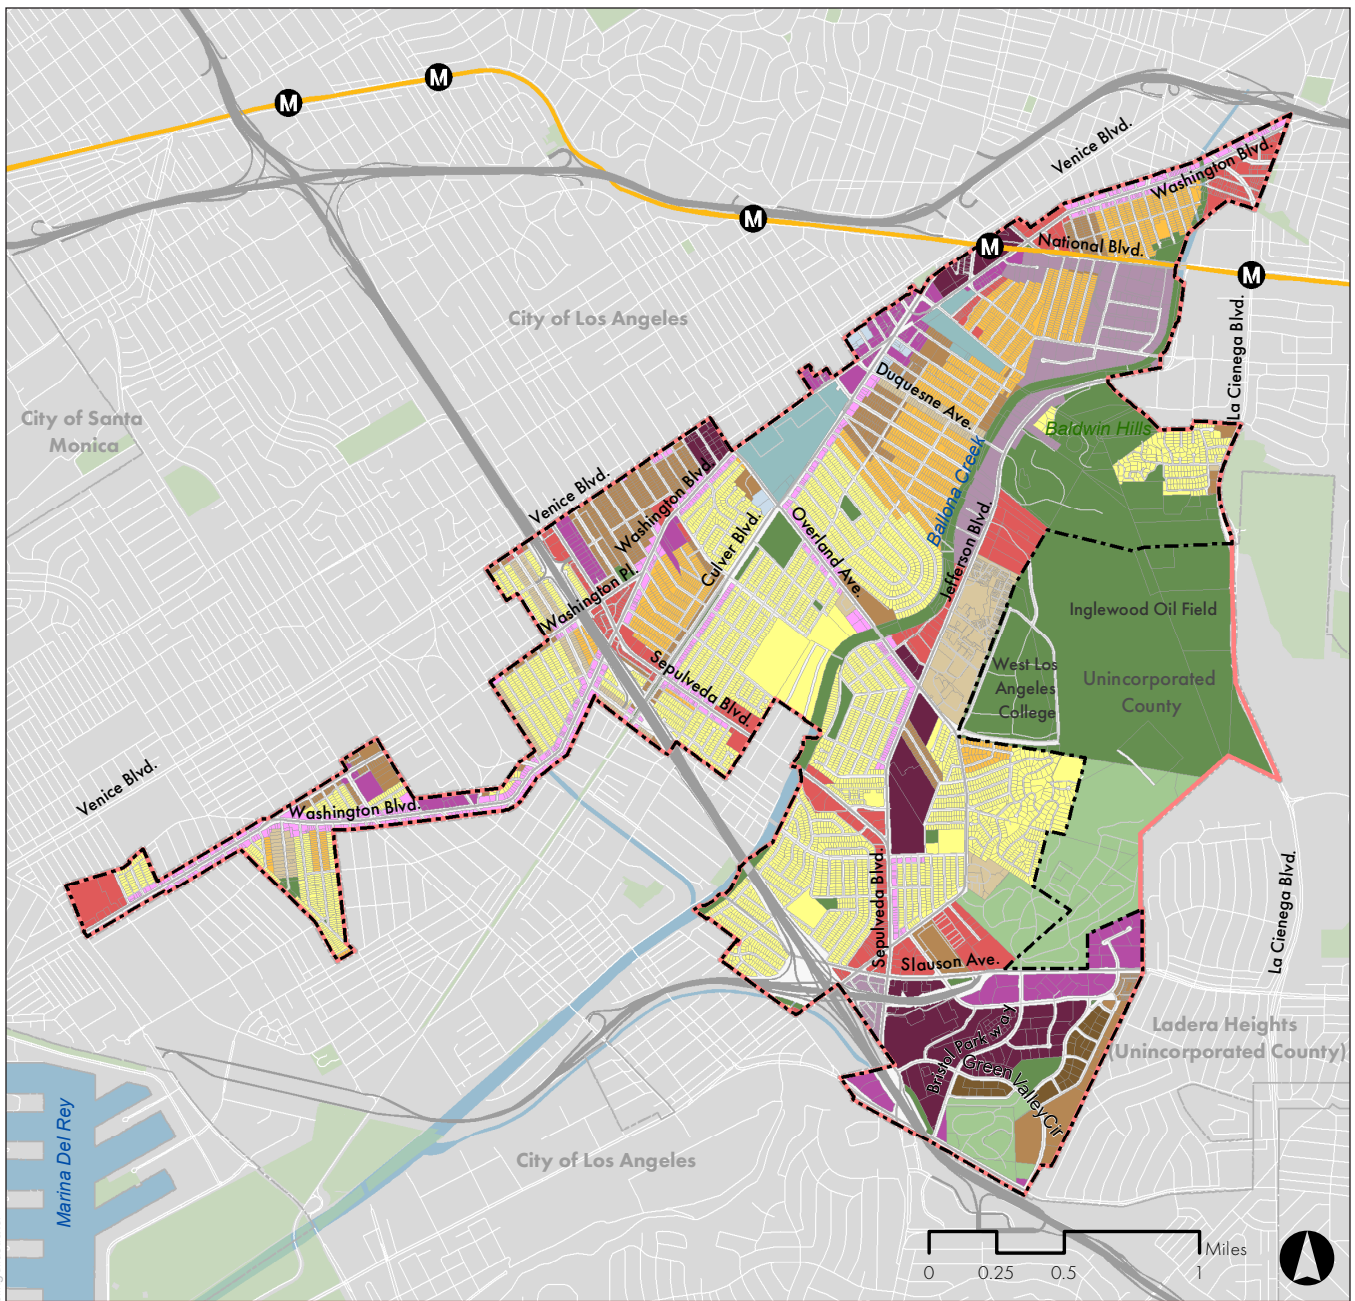 M
M
Venice Blvd.
Washington Blvd.
M
M
National Blvd.
M
City of Los Angeles
La Cienega Blvd.
Duquesne Ave.
City of Santa
Monica
Baldwin Hills
Ballona Creek
Venice Blvd.
Washington Blvd.
Culver Blvd.
Overland Ave.
Jefferson Blvd.
Washington Pl.
Inglewood Oil Field
West Los
Angeles
College
Unincorporated
County
Sepulveda Blvd.
Venice Blvd.
Washington Blvd.
Sepulveda Blvd.
La Cienega Blvd.
Slauson Ave.
Bristol Parkway
Green Valley Cir
Ladera Heights
(Unincorporated County)
Marina Del Rey
City of Los Angeles
Miles
0
0.25
0.5
1